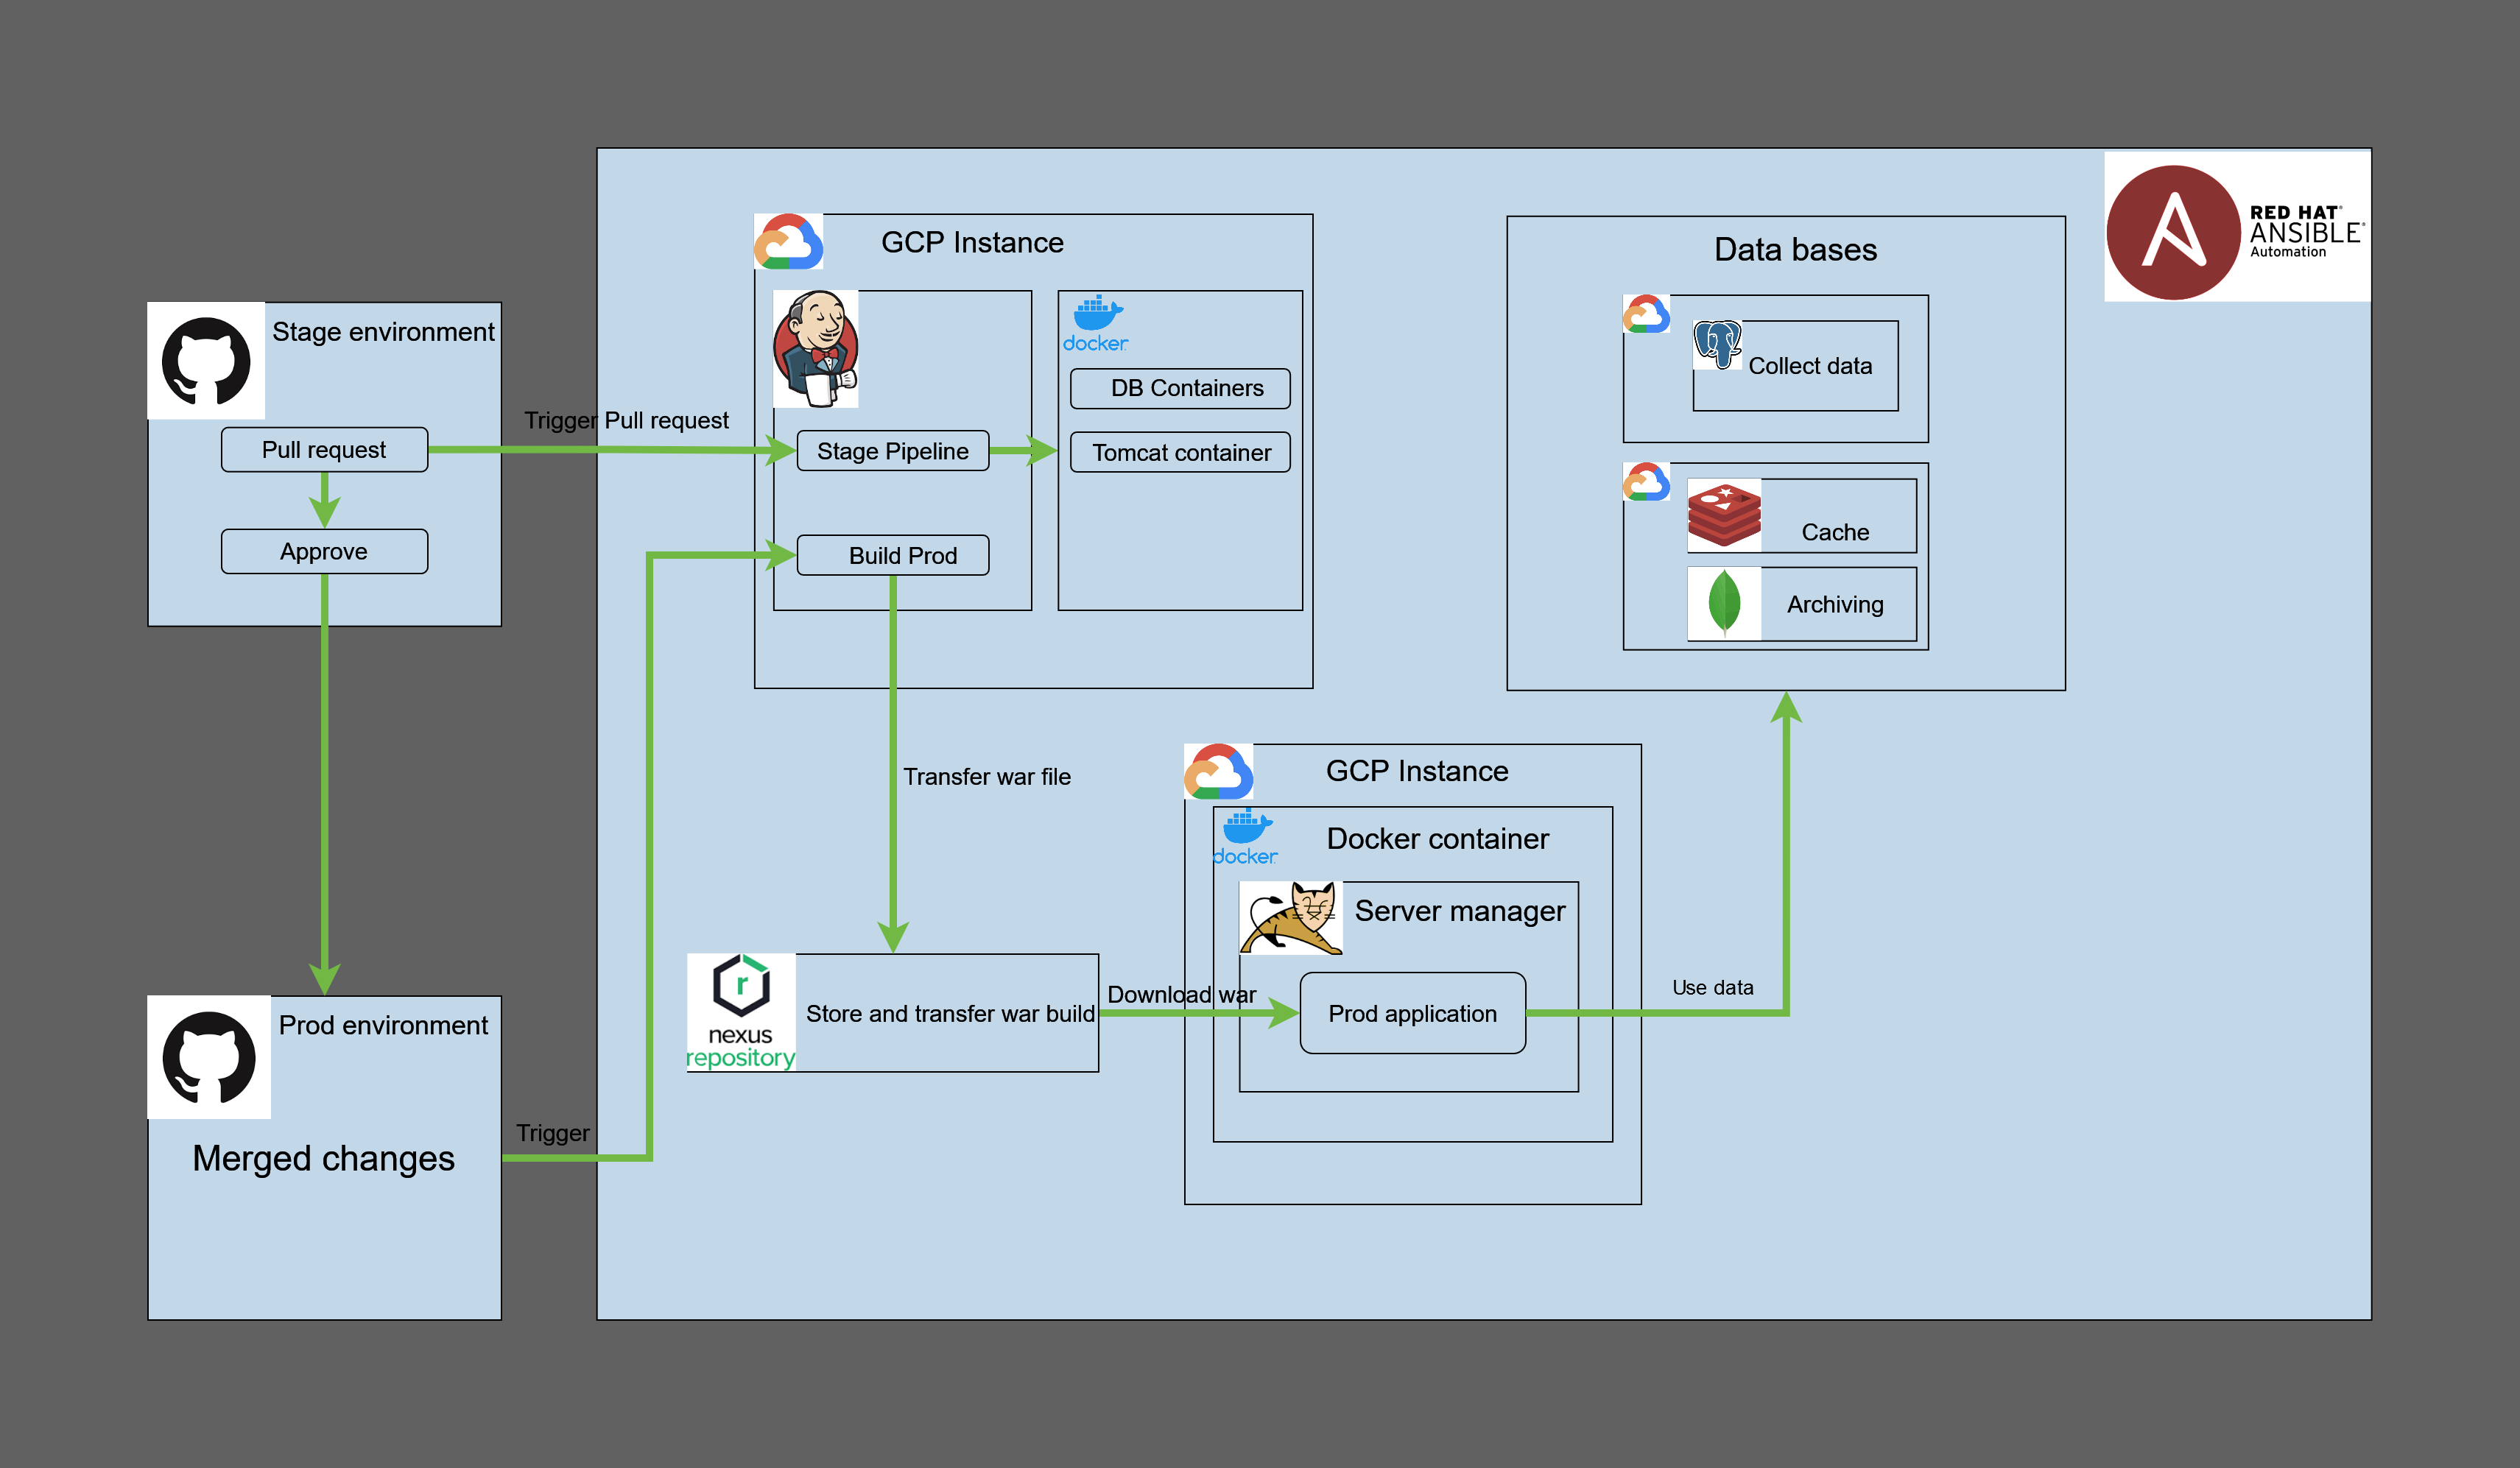 RED HAT®
ANSIBLE®
Automation
GCP Instance
Data bases
Stage environment
docker
Collect data
DB Containers
Trigger Pull request
Pull request
Stage Pipeline
Tomcat container
Cache
Approve
Build Prod
Archiving
Transfer war file
GCP Instance
Docker container
docker
Server manager
r
nexus
repository
Store and transfer war build
Download war
Prod application
Use data
Prod environment
Trigger
Merged changes